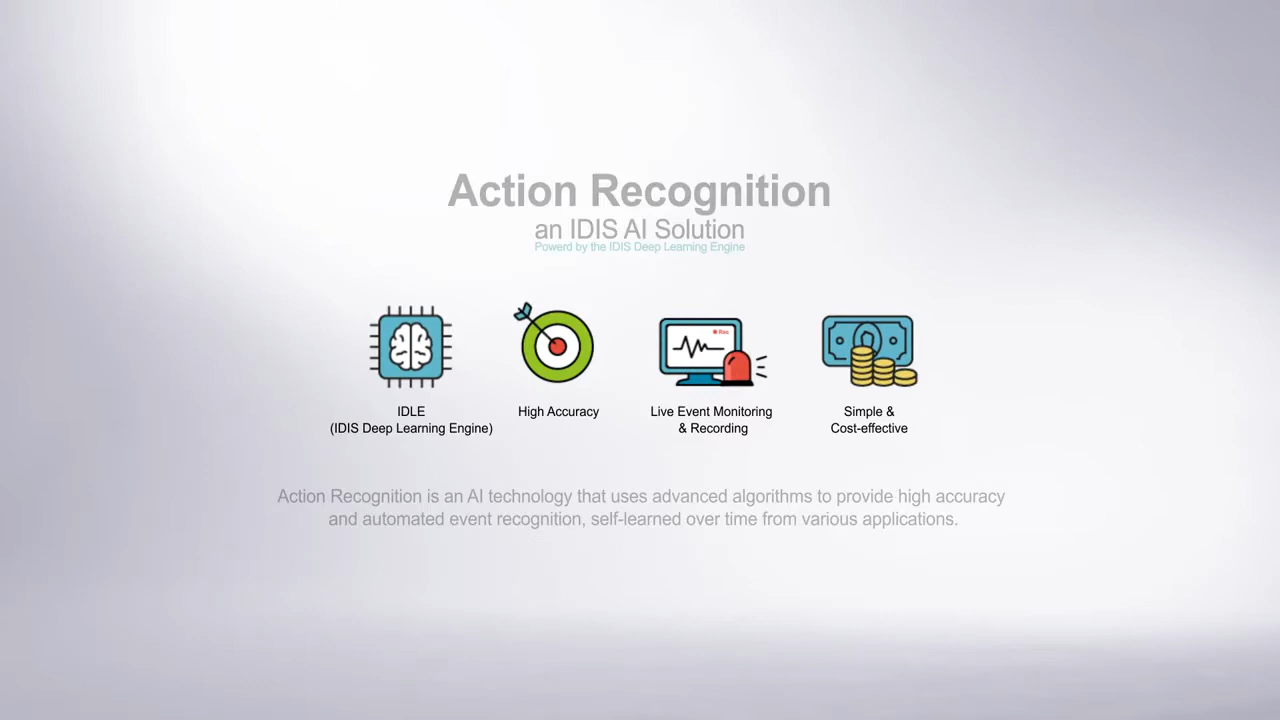 Action Recognition
an IDIS AI Solution
Powerd by the IDIS Deep Learning Engine
Rec
IDLE
(IDIS Deep Learning Engine)
High Accuracy
Live Event Monitoring
& Recording
Simple &
Cost-effective
Action Recognition is an AI technology that uses advanced algorithms to provide high accuracy
and automated event recognition, self-learned over time from various applications.